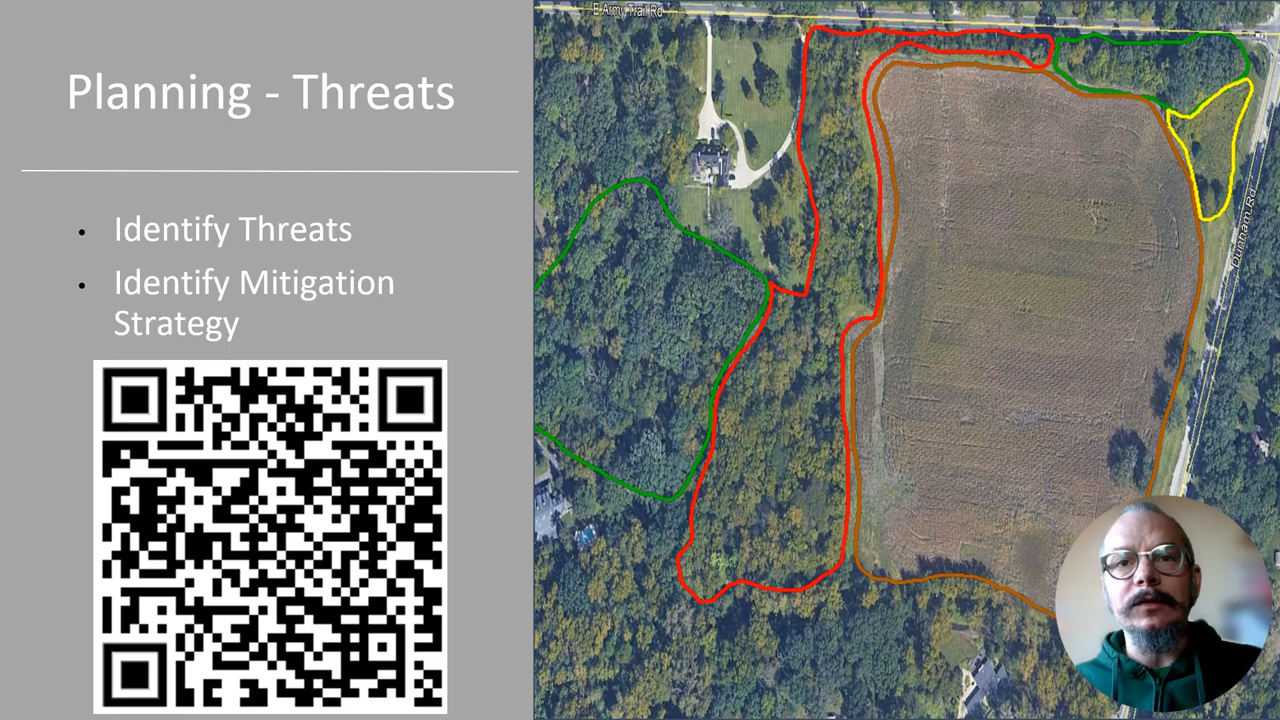 Planning - Threats
Identify Threats
Identify Mitigation
Strategy
E Army Trail Rd
Dunham Rd